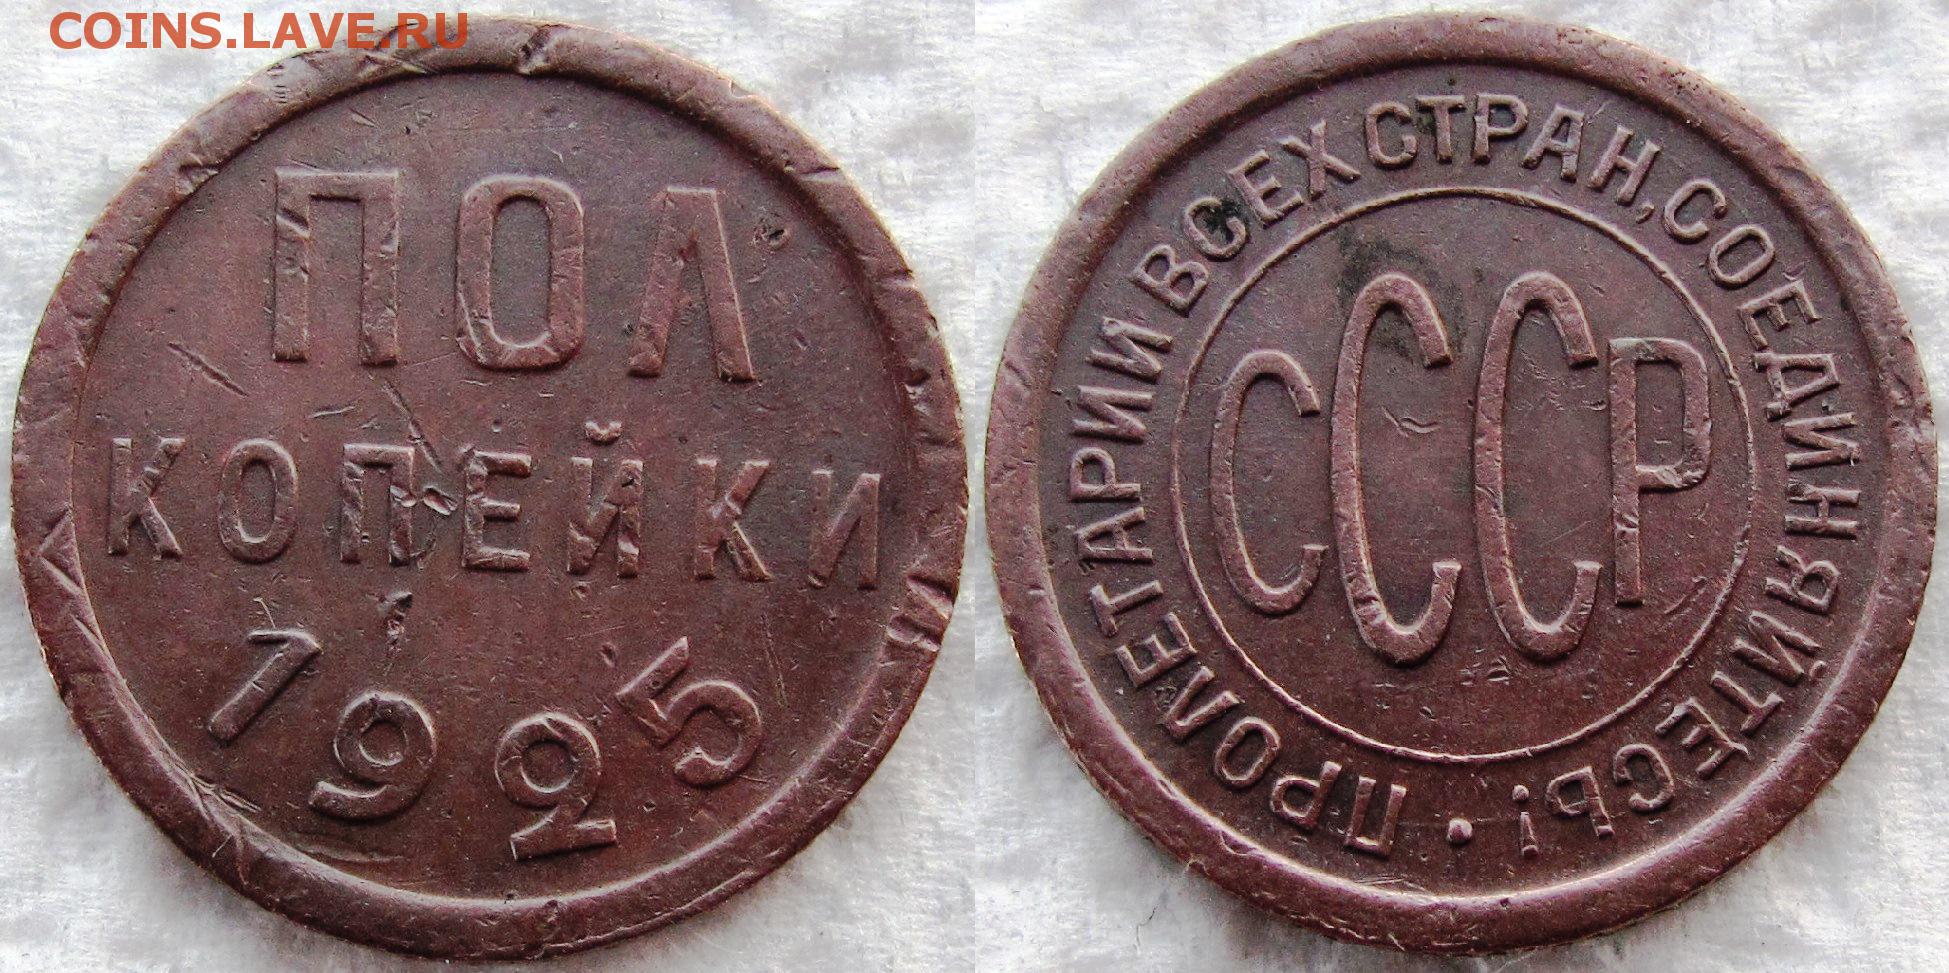 COINS.LAVE.RU
ПОЛ
КОПЕЙКИ
1925
ПРОЛЕТАРИИ ВСЕХ СТРАН, СОЕДИНЯЙТЕСЬ! •
СССР